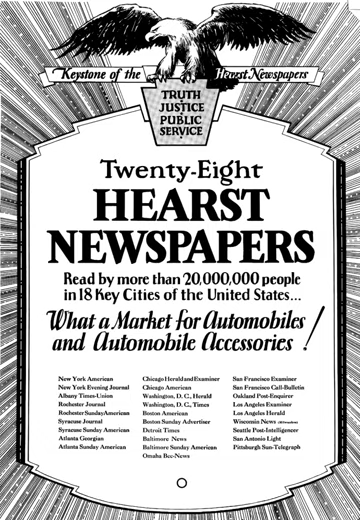 Keystone of the Hearst Newspapers
TRUTH
JUSTICE
PUBLIC
SERVICE
Twenty-Eight
HEARST
NEWSPAPERS
Read by more than 20,000,000 people
in 18 Key Cities of the United States...
What a Market for Automobiles
and Automobile Accessories!
New York American
New York Evening Journal
Albany Times-Union
Rochester Journal
Rochester Sunday American
Syracuse Journal
Syracuse Sunday American
Atlanta Georgian
Atlanta Sunday American
Chicago Herald and Examiner
Chicago American
Washington, D. C., Herald
Washington, D. C., Times
Boston American
Boston Sunday Advertiser
Detroit Times
Baltimore News
Baltimore Sunday American
Omaha Bee-News
San Francisco Examiner
San Francisco Call-Bulletin
Oakland Post-Enquirer
Los Angeles Examiner
Los Angeles Herald
Wisconsin News (Milwaukee)
Seattle Post-Intelligencer
San Antonio Light
Pittsburgh Sun-Telegraph